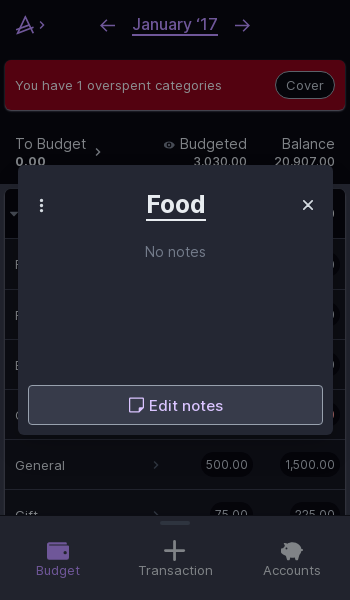 January ‘17
You have 1 overspent categories
Cover
To Budget
Budgeted
Balance
0.00
3,030.00
20,907.00
Food
No notes
Edit notes
General
500.00
1,500.00
Gift
75.00
225.00
Budget
Transaction
Accounts